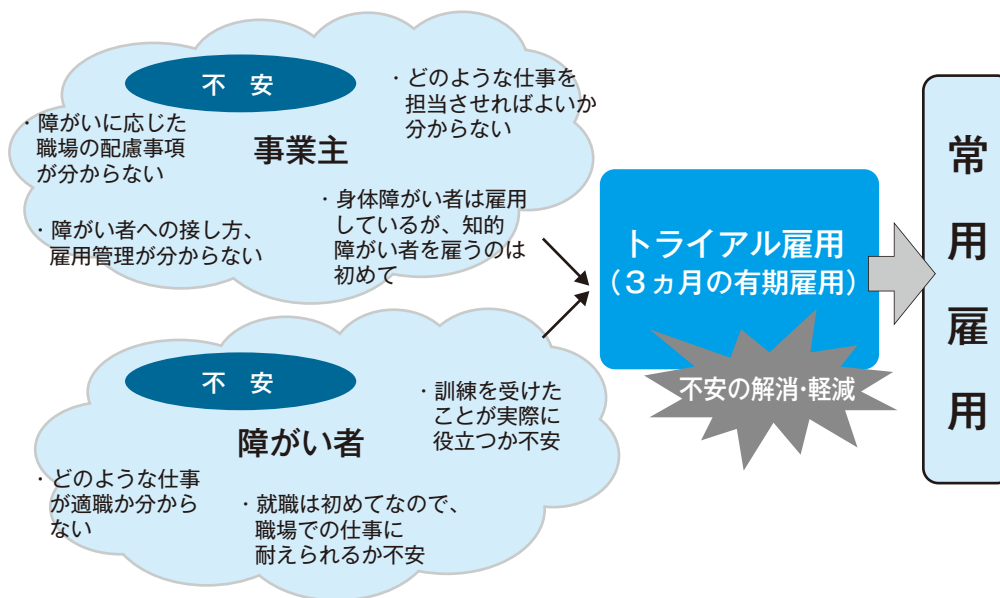 不 安
事業主
・障がいに応じた
職場の配慮事項
が分からない
・どのような仕事を
担当させればよいか
分からない
・障がい者への接し方、
雇用管理が分からない
・身体障がい者は雇用
しているが、知的
障がい者を雇うのは
初めて
不 安
障がい者
・訓練を受けた
ことが実際に
役立つか不安
・どのような仕事
が適職か分から
ない
・就職は初めてなので、
職場での仕事に
耐えられるか不安
トライアル雇用
（３ヵ月の有期雇用）
不安の解消･軽減
常用雇用